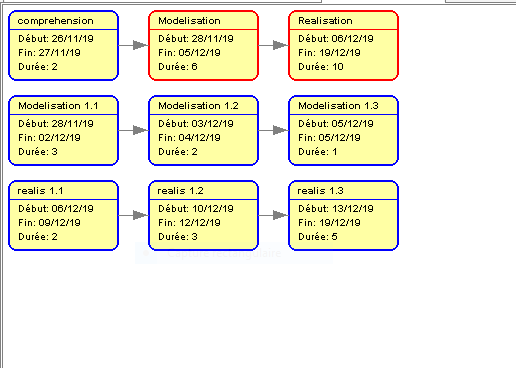 comprehension
Début: 26/11/19
Fin: 27/11/19
Durée: 2
Modelisation
Début: 28/11/19
Fin: 05/12/19
Durée: 6
Realisation
Début: 06/12/19
Fin: 19/12/19
Durée: 10
Modelisation 1.1
Début: 28/11/19
Fin: 02/12/19
Durée: 3
Modelisation 1.2
Début: 03/12/19
Fin: 04/12/19
Durée: 2
Modelisation 1.3
Début: 05/12/19
Fin: 05/12/19
Durée: 1
realis 1.1
Début: 06/12/19
Fin: 09/12/19
Durée: 2
realis 1.2
Début: 10/12/19
Fin: 12/12/19
Durée: 3
realis 1.3
Début: 13/12/19
Fin: 19/12/19
Durée: 5